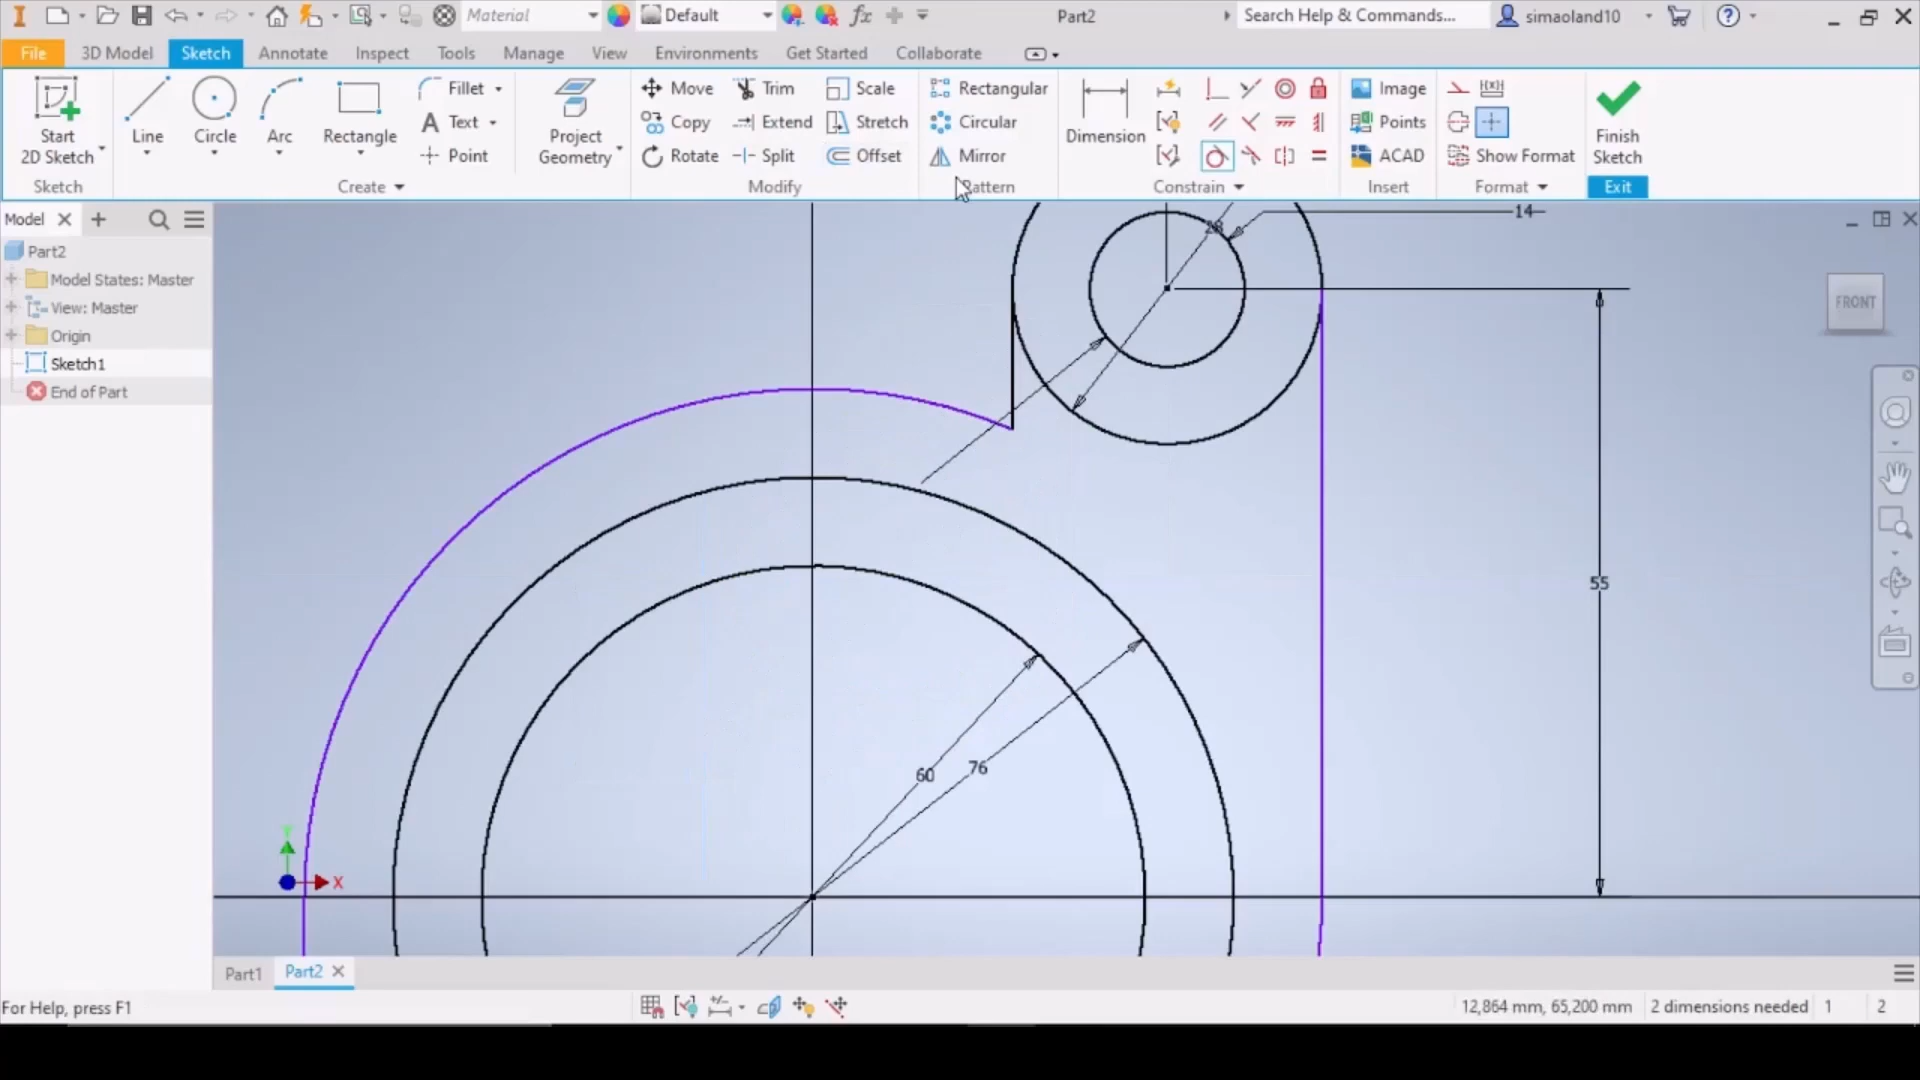 Material
Default
fx
Part2
Search Help & Commands...
simaoland10
File
3D Model
Sketch
Annotate
Inspect
Tools
Manage
View
Environments
Get Started
Collaborate
Start
2D Sketch
Line
Circle
Arc
Rectangle
Fillet
Text
Point
Project
Geometry
Move
Copy
Rotate
Trim
Extend
Split
Scale
Stretch
Offset
Rectangular
Circular
Mirror
Dimension
Image
Points
ACAD
Show Format
Finish
Sketch
Sketch
Create
Modify
Pattern
Constrain
Insert
Format
Exit
Model
Part2
Model States: Master
View: Master
Origin
Sketch1
End of Part
14
28
FRONT
55
60
76
Y
X
Part1
Part2
For Help, press F1
12,864 mm, 65,200 mm
2 dimensions needed
1
2